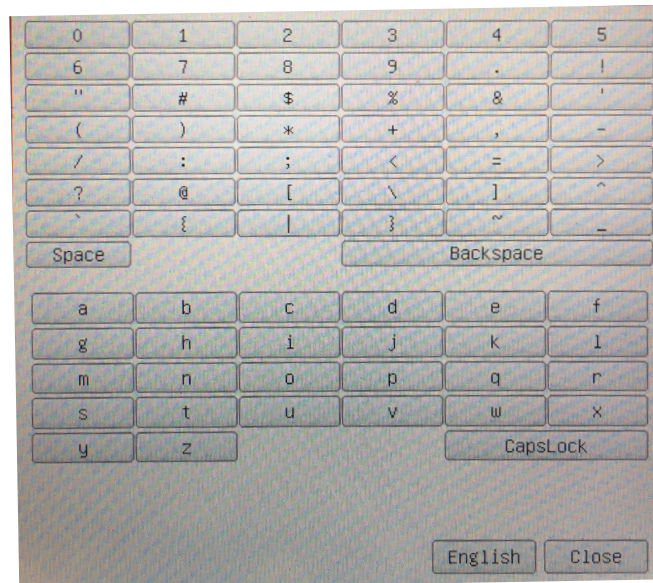 0 1 2 3 4 5
6 7 8 9 . !
" # $ % & '
( ) * + , -
/ : ; < = >
? @ [ \ ] ^
` { | } ~ _
Space Backspace
a b c d e f
g h i j k l
m n o p q r
s t u v w x
y z CapsLock
English Close